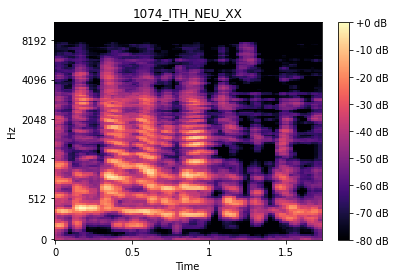 1074_ITH_NEU_XX
+0 dB
8192
-10 dB
4096
-20 dB
-30 dB
2048
Hz
-40 dB
1024
-50 dB
512
-60 dB
-70 dB
0
-80 dB
0
0.5
1
1.5
Time